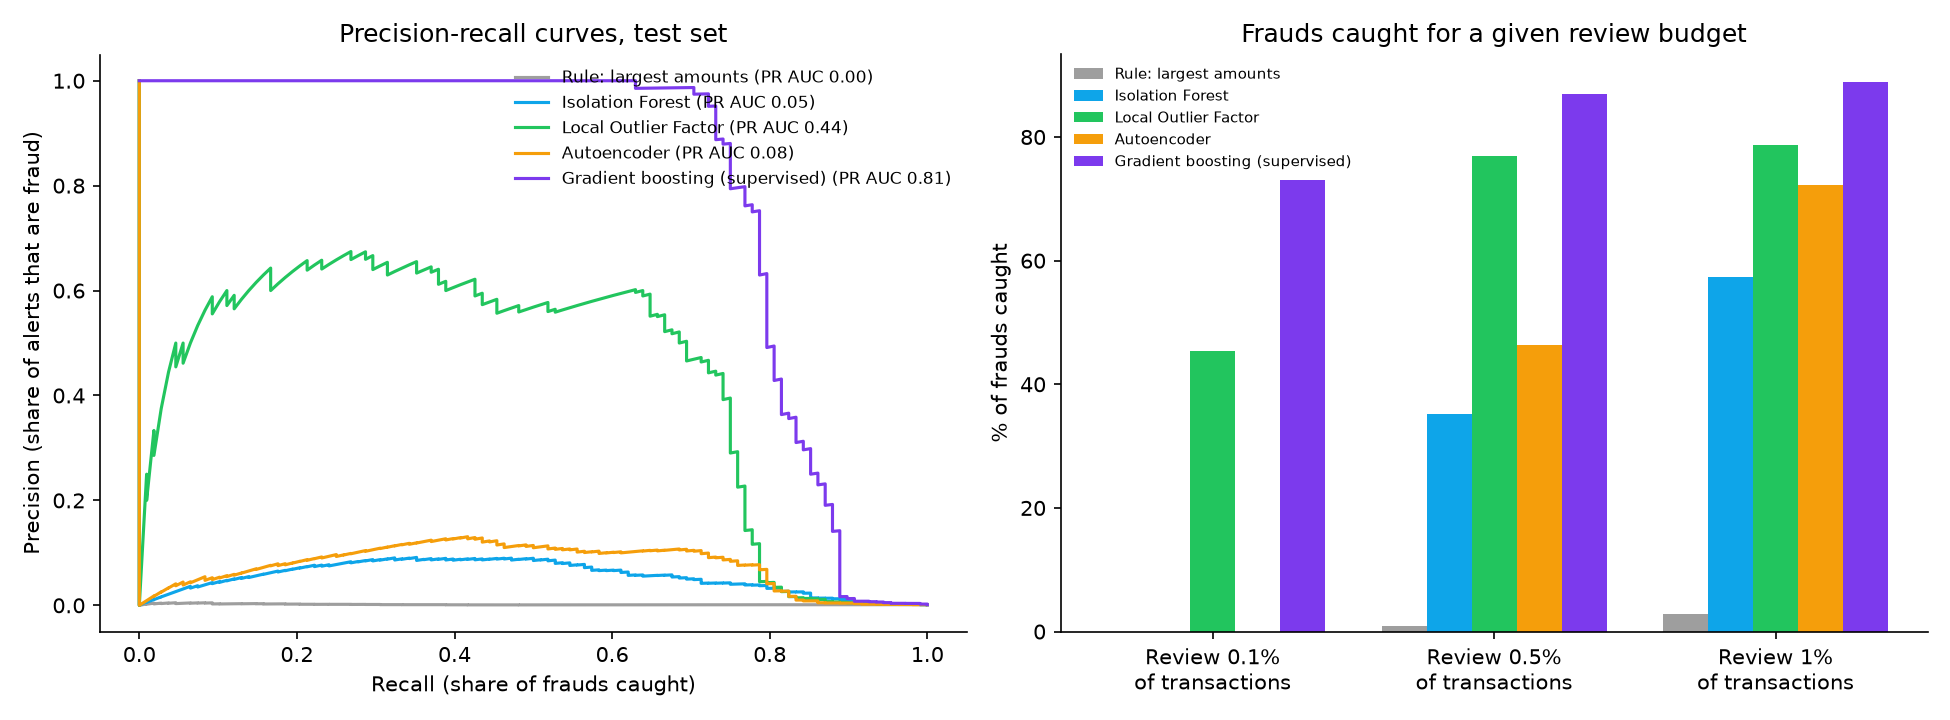 Precision-recall curves, test set
Precision (share of alerts that are fraud)
1.0
0.8
0.6
0.4
0.2
0.0
Rule: largest amounts (PR AUC 0.00)
Isolation Forest (PR AUC 0.05)
Local Outlier Factor (PR AUC 0.44)
Autoencoder (PR AUC 0.08)
Gradient boosting (supervised) (PR AUC 0.81)
0.0 0.2 0.4 0.6 0.8 1.0
Recall (share of frauds caught)
Frauds caught for a given review budget
% of frauds caught
80
60
40
20
0
Rule: largest amounts
Isolation Forest
Local Outlier Factor
Autoencoder
Gradient boosting (supervised)
Review 0.1% Review 0.5% Review 1%
of transactions of transactions of transactions